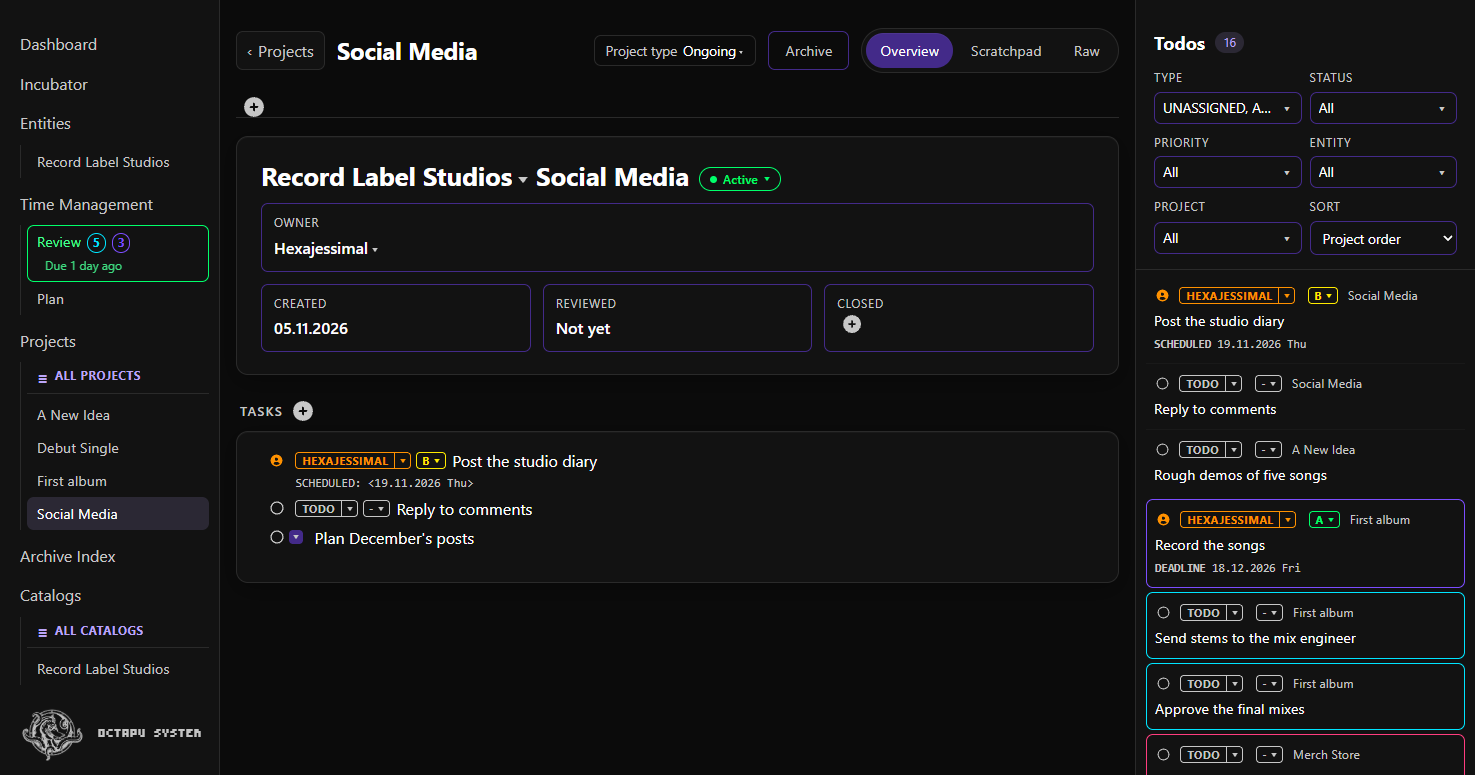 Dashboard
Incubator
Entities
Record Label Studios
Time Management
Review 5 3
Due 1 day ago
Plan
Projects
ALL PROJECTS
A New Idea
Debut Single
First album
Social Media
Archive Index
Catalogs
ALL CATALOGS
Record Label Studios
OCTAPU SYSTEM
‹ Projects
Social Media
Project type Ongoing
Archive
Overview
Scratchpad
Raw
Record Label Studios Social Media Active
OWNER
Hexajessimal
CREATED
05.11.2026
REVIEWED
Not yet
CLOSED
TASKS
HEXAJESSIMAL B Post the studio diary
SCHEDULED: <19.11.2026 Thu>
TODO - Reply to comments
Plan December's posts
Todos 16
TYPE
UNASSIGNED, A...
STATUS
All
PRIORITY
All
ENTITY
All
PROJECT
All
SORT
Project order
HEXAJESSIMAL B Social Media
Post the studio diary
SCHEDULED 19.11.2026 Thu
TODO - Social Media
Reply to comments
TODO - A New Idea
Rough demos of five songs
HEXAJESSIMAL A First album
Record the songs
DEADLINE 18.12.2026 Fri
TODO - First album
Send stems to the mix engineer
TODO - First album
Approve the final mixes
TODO - Merch Store